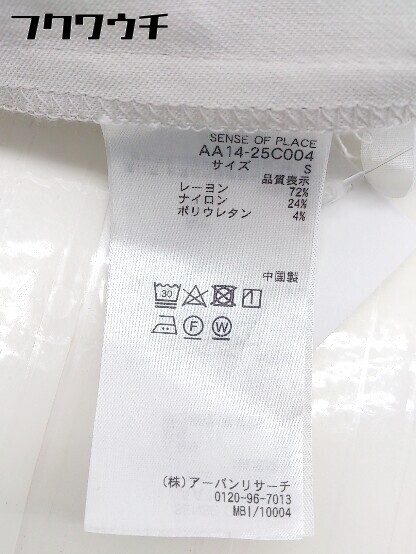 フクワウチ
SENSE OF PLACE
AA14-25C004
サイズ S
品質表示
レーヨン 72%
ナイロン 24%
ポリウレタン 4%
中国製
30
F W
(株)アーバンリサーチ
0120-96-7013
MBI/10004